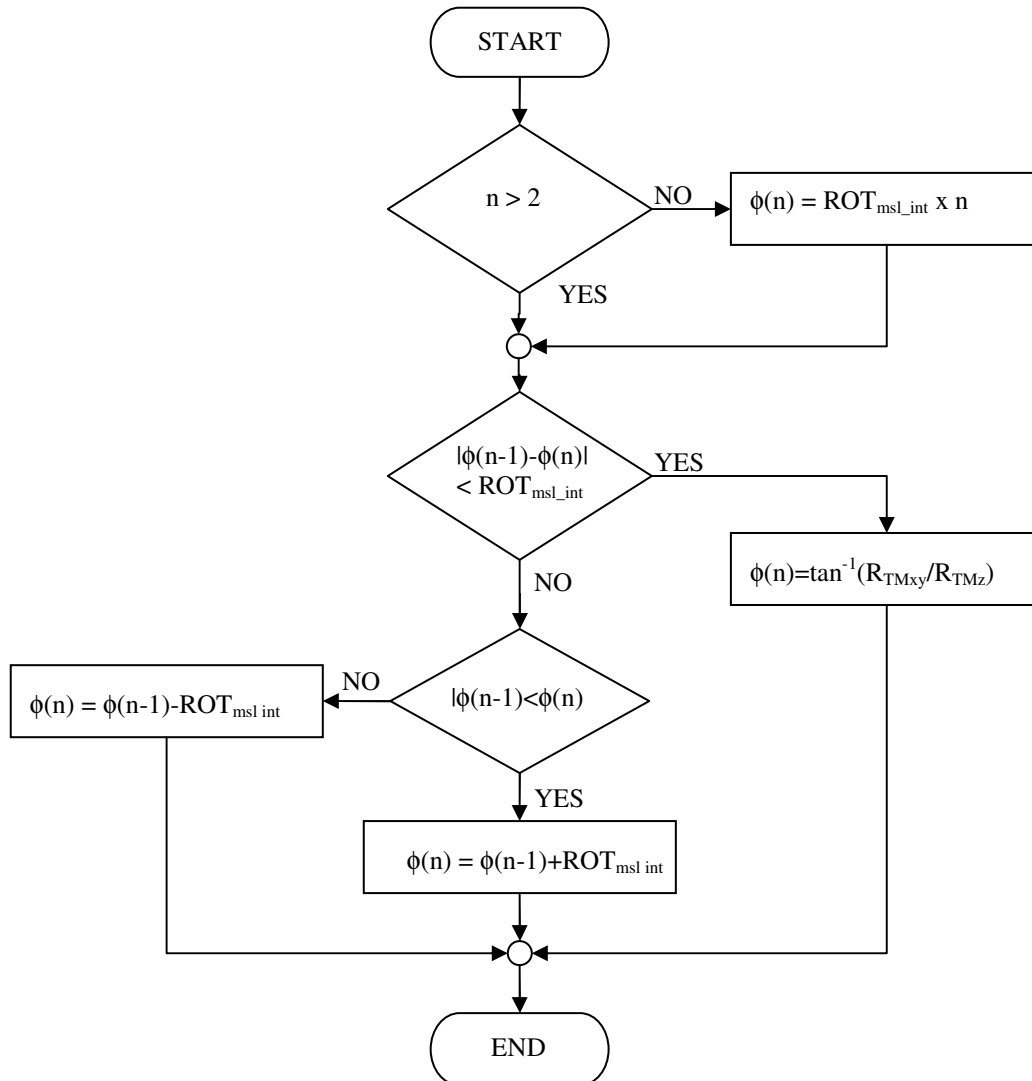 START
n > 2
NO
ϕ(n) = ROTmsl_int x n
YES
|ϕ(n-1)-ϕ(n)|
< ROTmsl_int
YES
ϕ(n)=tan-1(RTMxy/RTMz)
NO
|ϕ(n-1)<ϕ(n)
NO
ϕ(n) = ϕ(n-1)-ROTmsl int
YES
ϕ(n) = ϕ(n-1)+ROTmsl int
END